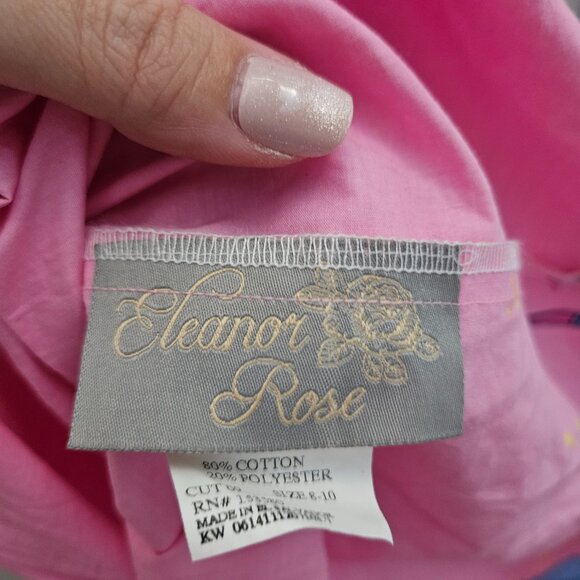 Eleanor
Rose
80% COTTON
20% POLYESTER
CUT
SIZE 8-10
RN#
MADE IN
KW